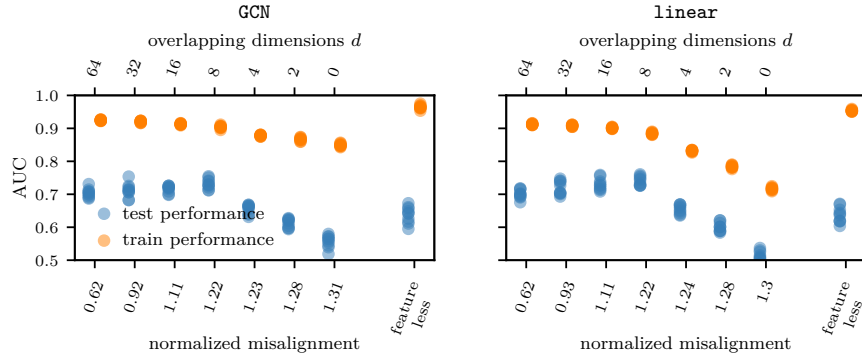 GCN
overlapping dimensions d
64 32 16 8 4 2 0
AUC
1.0
0.9
0.8
0.7
0.6
0.5
test performance
train performance
0.62 0.92 1.11 1.22 1.23 1.28 1.31 feature less
normalized misalignment
linear
overlapping dimensions d
64 32 16 8 4 2 0
0.62 0.93 1.11 1.22 1.24 1.28 1.3 feature less
normalized misalignment